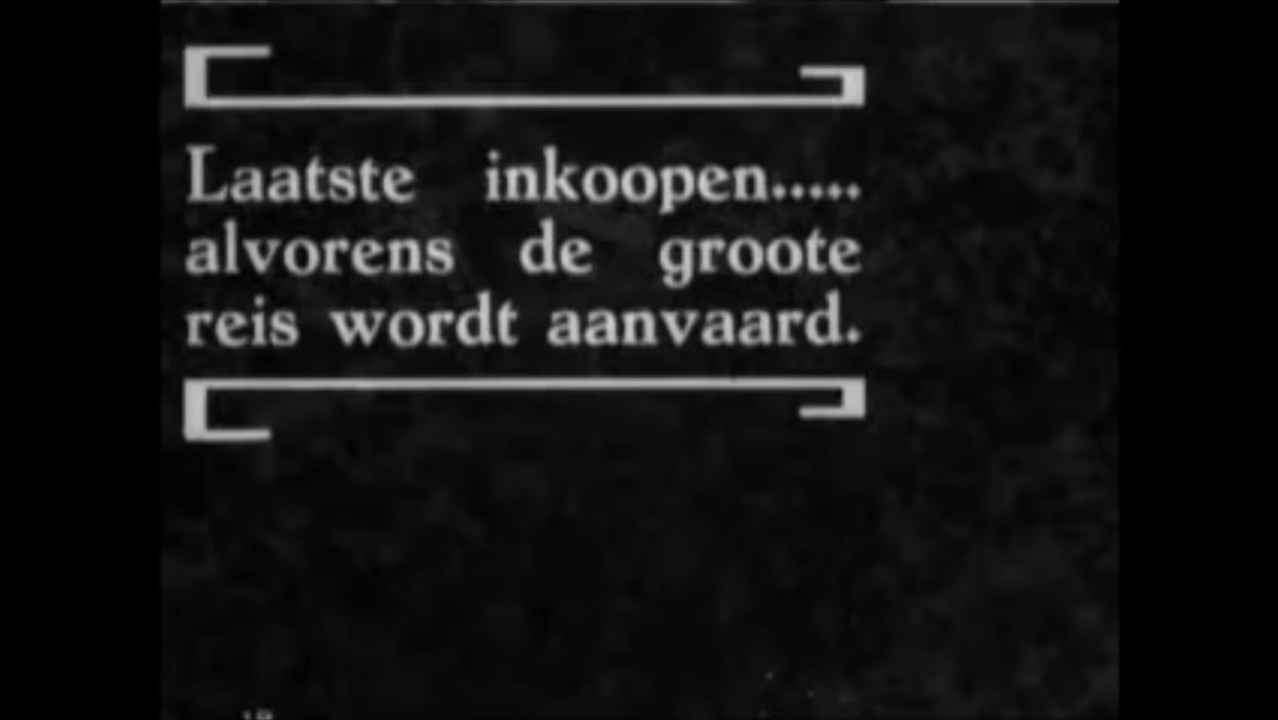 Laatste inkoopen.....
alvorens de groote
reis wordt aanvaard.